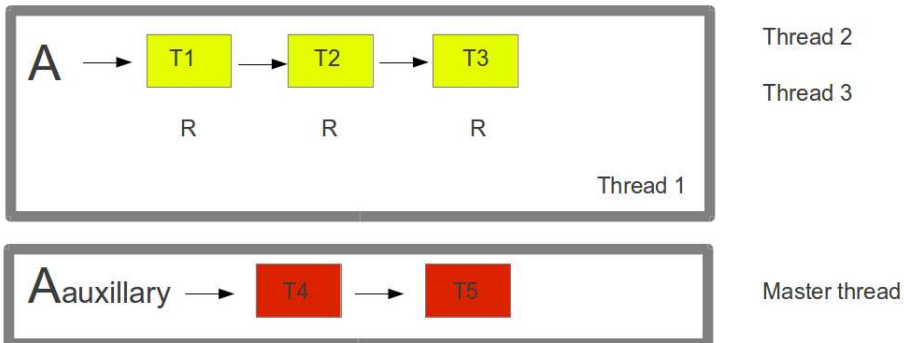 Thread 2
A T1 T2 T3
Thread 3
R R R
Thread 1
Aauxillary T4 T5
Master thread